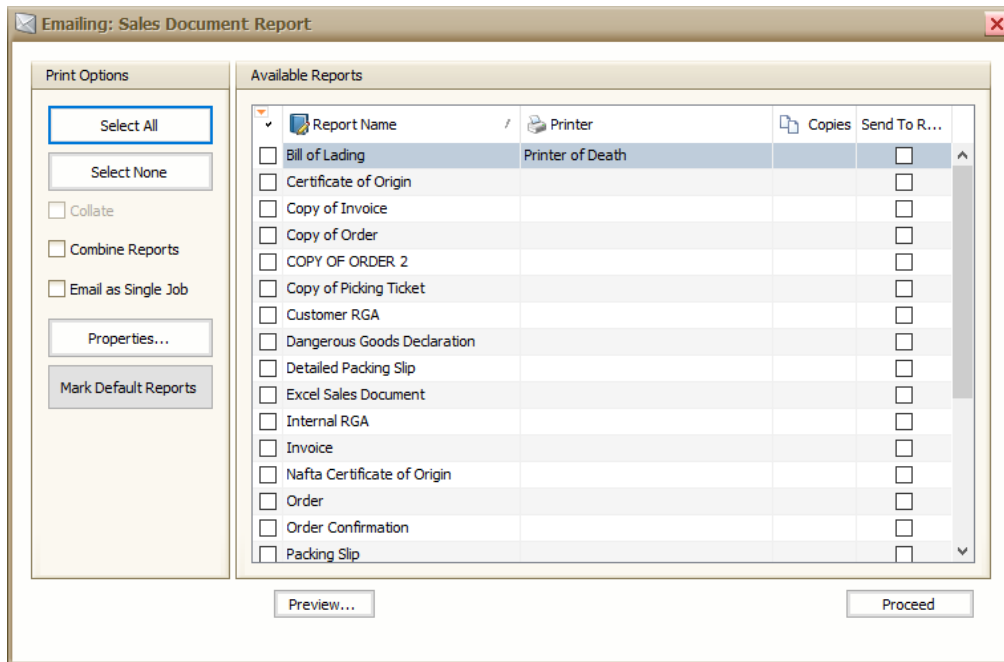 Emailing: Sales Document Report
Print Options
Select All
Select None
Collate
Combine Reports
Email as Single Job
Properties...
Mark Default Reports
Available Reports
Report Name Printer Copies Send To R...
Bill of Lading Printer of Death
Certificate of Origin
Copy of Invoice
Copy of Order
COPY OF ORDER 2
Copy of Picking Ticket
Customer RGA
Dangerous Goods Declaration
Detailed Packing Slip
Excel Sales Document
Internal RGA
Invoice
Nafta Certificate of Origin
Order
Order Confirmation
Packing Slip
Preview...
Proceed